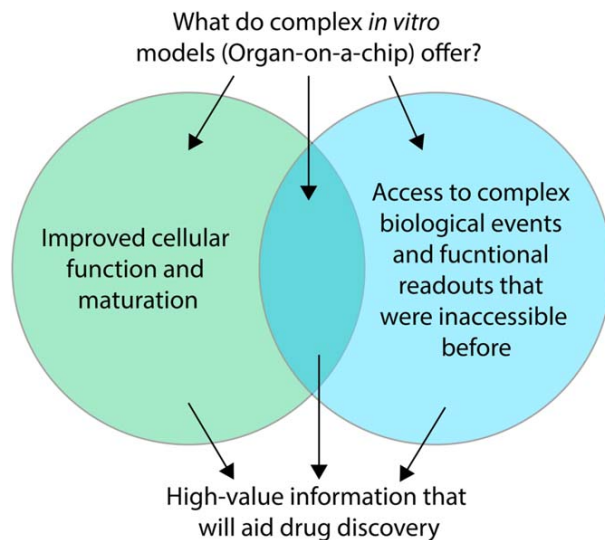 What do complex in vitro
models (Organ-on-a-chip) offer?
Improved cellular
function and
maturation
Access to complex
biological events
and fucntional
readouts that
were inaccessible
before
High-value information that
will aid drug discovery